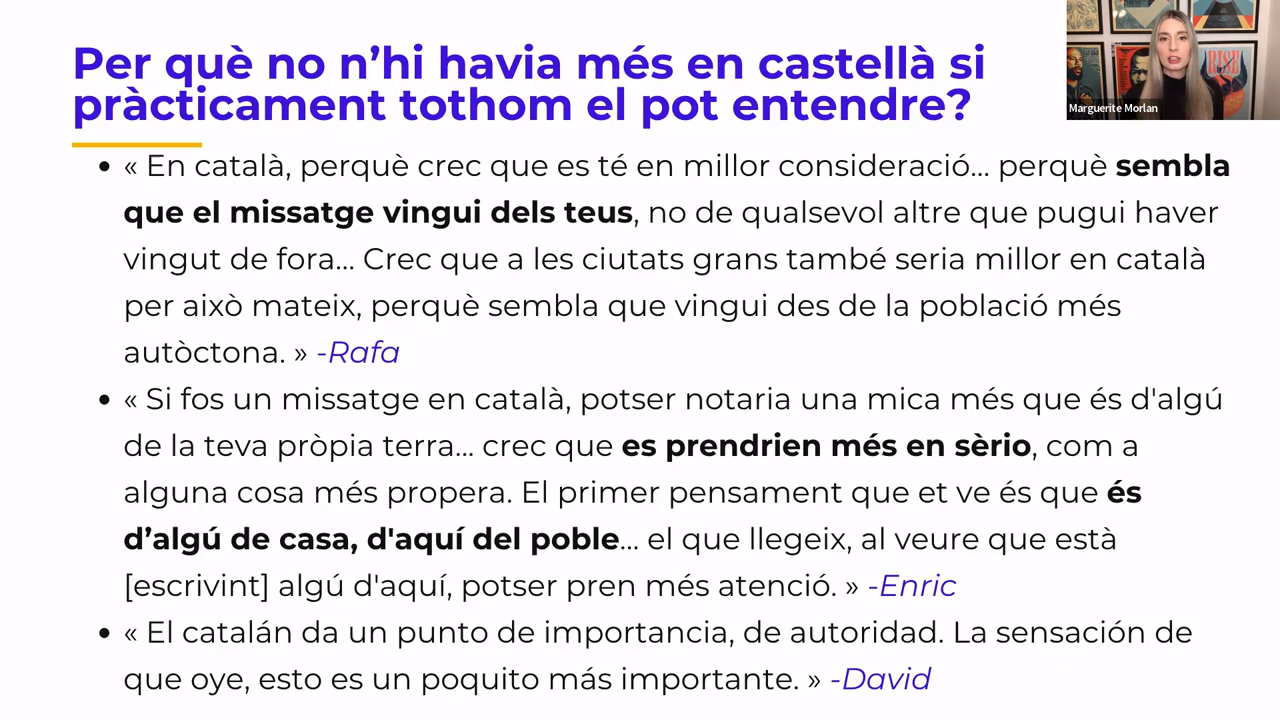 Per què no n’hi havia més en castellà si
pràcticament tothom el pot entendre?
Marguerite Morlan
• « En català, perquè crec que es té en millor consideració... perquè sembla
que el missatge vingui dels teus, no de qualsevol altre que pugui haver
vingut de fora... Crec que a les ciutats grans també seria millor en català
per això mateix, perquè sembla que vingui des de la població més
autòctona. » -Rafa
• « Si fos un missatge en català, potser notaria una mica més que és d'algú
de la teva pròpia terra... crec que es prendrien més en sèrio, com a
alguna cosa més propera. El primer pensament que et ve és que és
d’algú de casa, d'aquí del poble... el que llegeix, al veure que està
[escrivint] algú d'aquí, potser pren més atenció. » -Enric
• « El catalán da un punto de importancia, de autoridad. La sensación de
que oye, esto es un poquito más importante. » -David